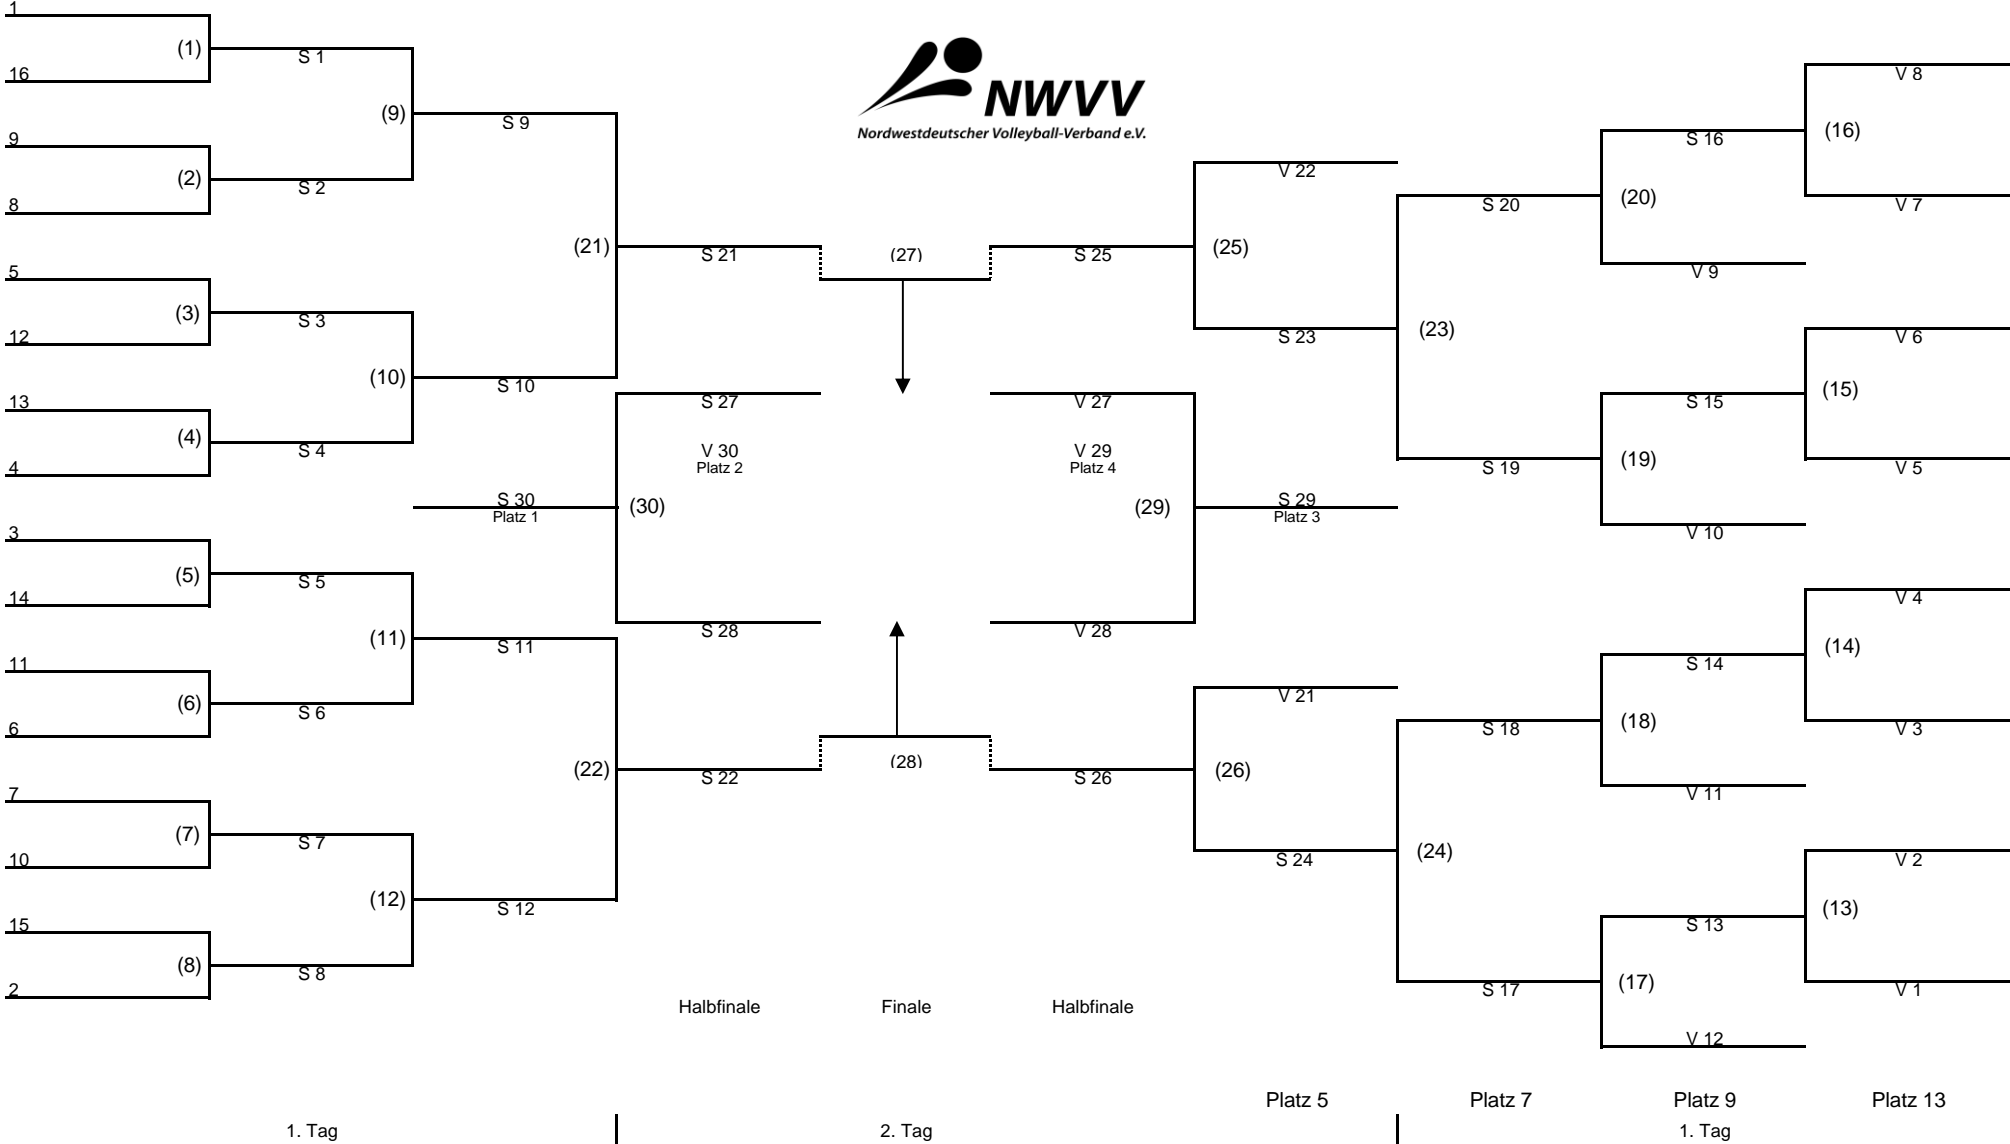 1
(1)
S 1
16
(9)
S 9
9
(2)
S 2
8
(21)
S 21
5
(3)
S 3
12
(10)
S 10
13
(4)
S 4
4
3
(5)
S 5
14
(11)
S 11
11
(6)
S 6
6
(22)
S 22
7
(7)
S 7
10
(12)
S 12
15
(8)
S 8
2
NWVV
Nordwestdeutscher Volleyball-Verband e.V.
(27)
S 25
S 27
V 30
Platz 2
S 30
Platz 1
(30)
S 28
V 27
V 29
Platz 4
(29)
S 29
Platz 3
V 28
(28)
S 26
V 22
(25)
S 23
V 21
(26)
S 24
S 20
(23)
S 19
S 18
(24)
S 17
S 16
(20)
V 9
S 15
(19)
V 10
S 14
(18)
V 11
S 13
(17)
V 12
V 8
(16)
V 7
V 6
(15)
V 5
V 4
(14)
V 3
V 2
(13)
V 1
Halbfinale
Finale
Halbfinale
Platz 5
Platz 7
Platz 9
Platz 13
1. Tag
2. Tag
1. Tag